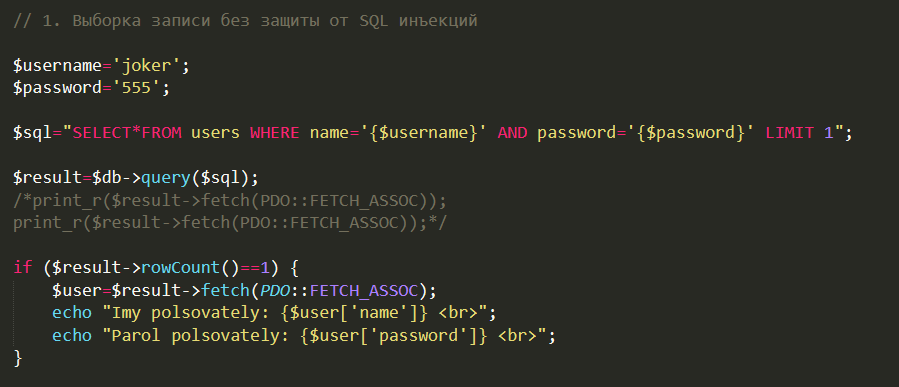 // 1. Выборка записи без защиты от SQL инъекций
$username='joker';
$password='555';
$sql="SELECT*FROM users WHERE name='{$username}' AND password='{$password}' LIMIT 1";
$result=$db->query($sql);
/*print_r($result->fetch(PDO::FETCH_ASSOC));
print_r($result->fetch(PDO::FETCH_ASSOC));*/
if ($result->rowCount()==1) {
    $user=$result->fetch(PDO::FETCH_ASSOC);
    echo "Imy polsovately: {$user['name']} <br>";
    echo "Parol polsovately: {$user['password']} <br>";
}